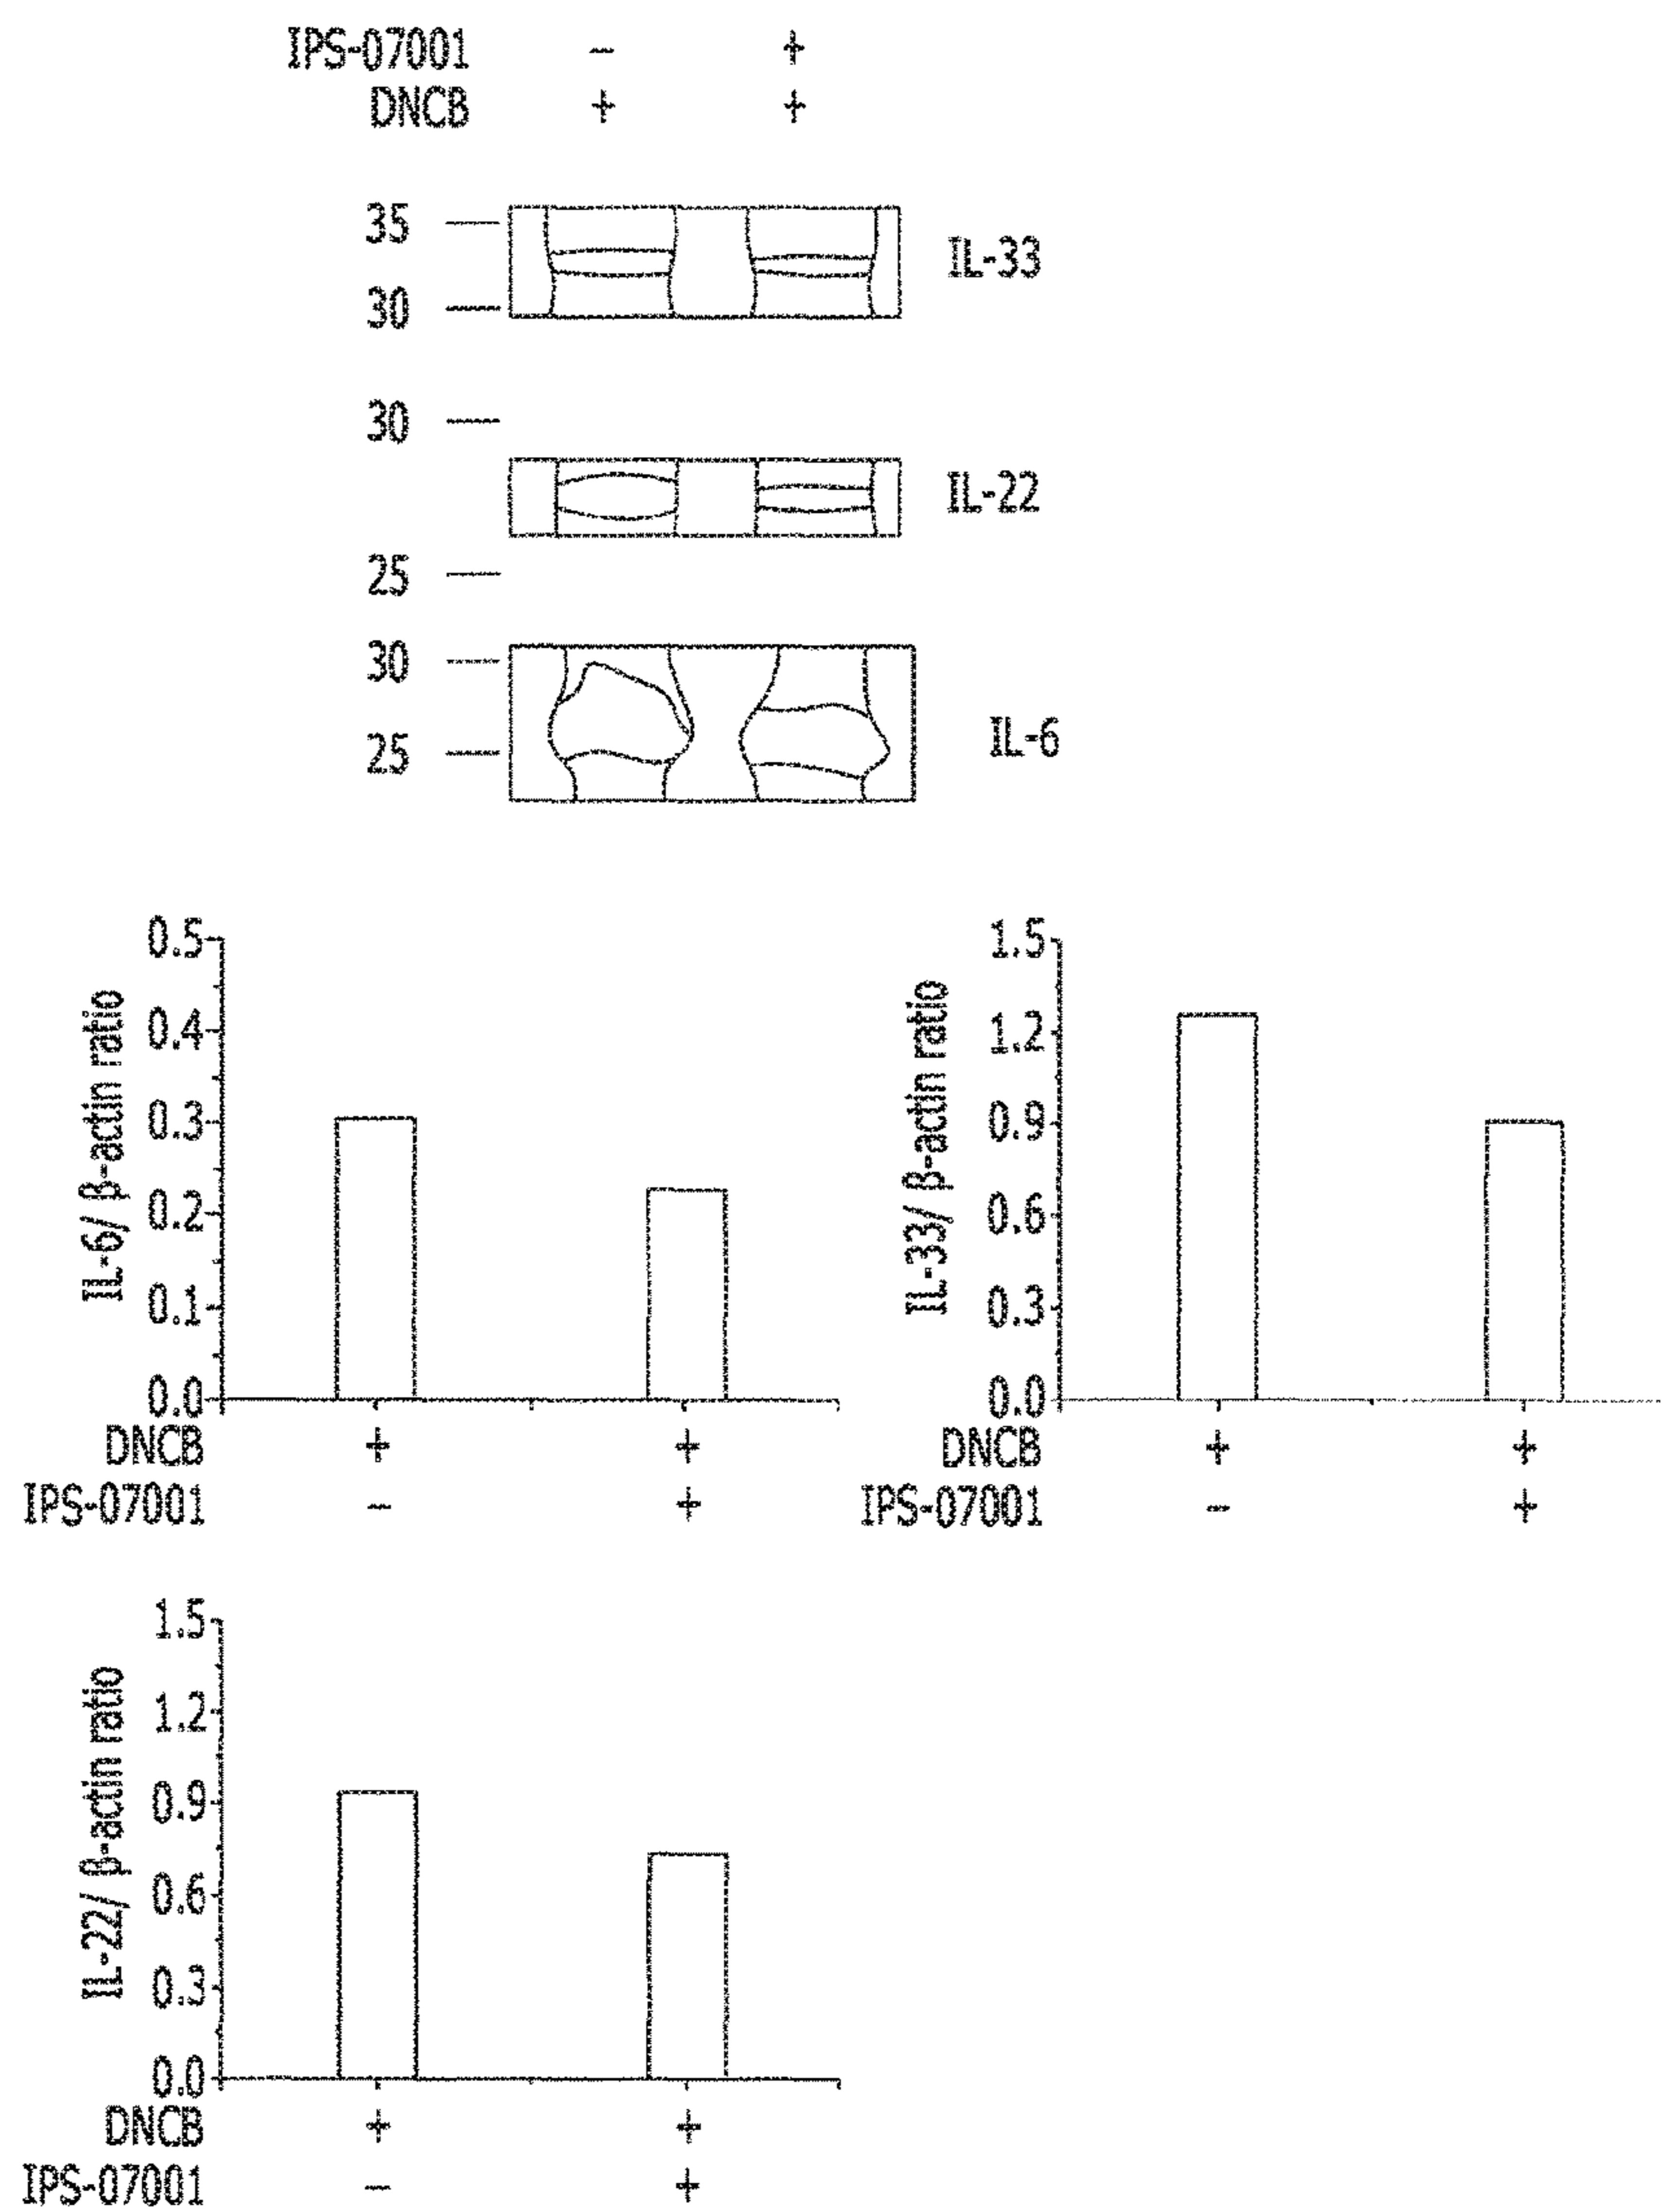 IPS-07001 − +
DNCB + +
35
IL-33
30
30
IL-22
25
30
IL-6
25
IL-6/ β-actin ratio
0.5
0.4
0.3
0.2
0.1
0.0
DNCB + +
IPS-07001 − +
IL-33/ β-actin ratio
1.5
1.2
0.9
0.6
0.3
0.0
DNCB + +
IPS-07001 − +
IL-22/ β-actin ratio
1.5
1.2
0.9
0.6
0.3
0.0
DNCB + +
IPS-07001 − +